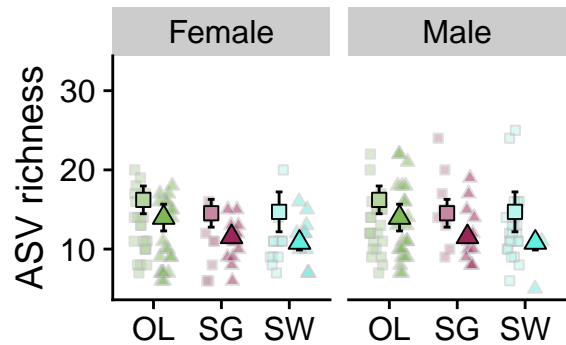 Female Male
ASV richness
30
20
10
OL SG SW OL SG SW